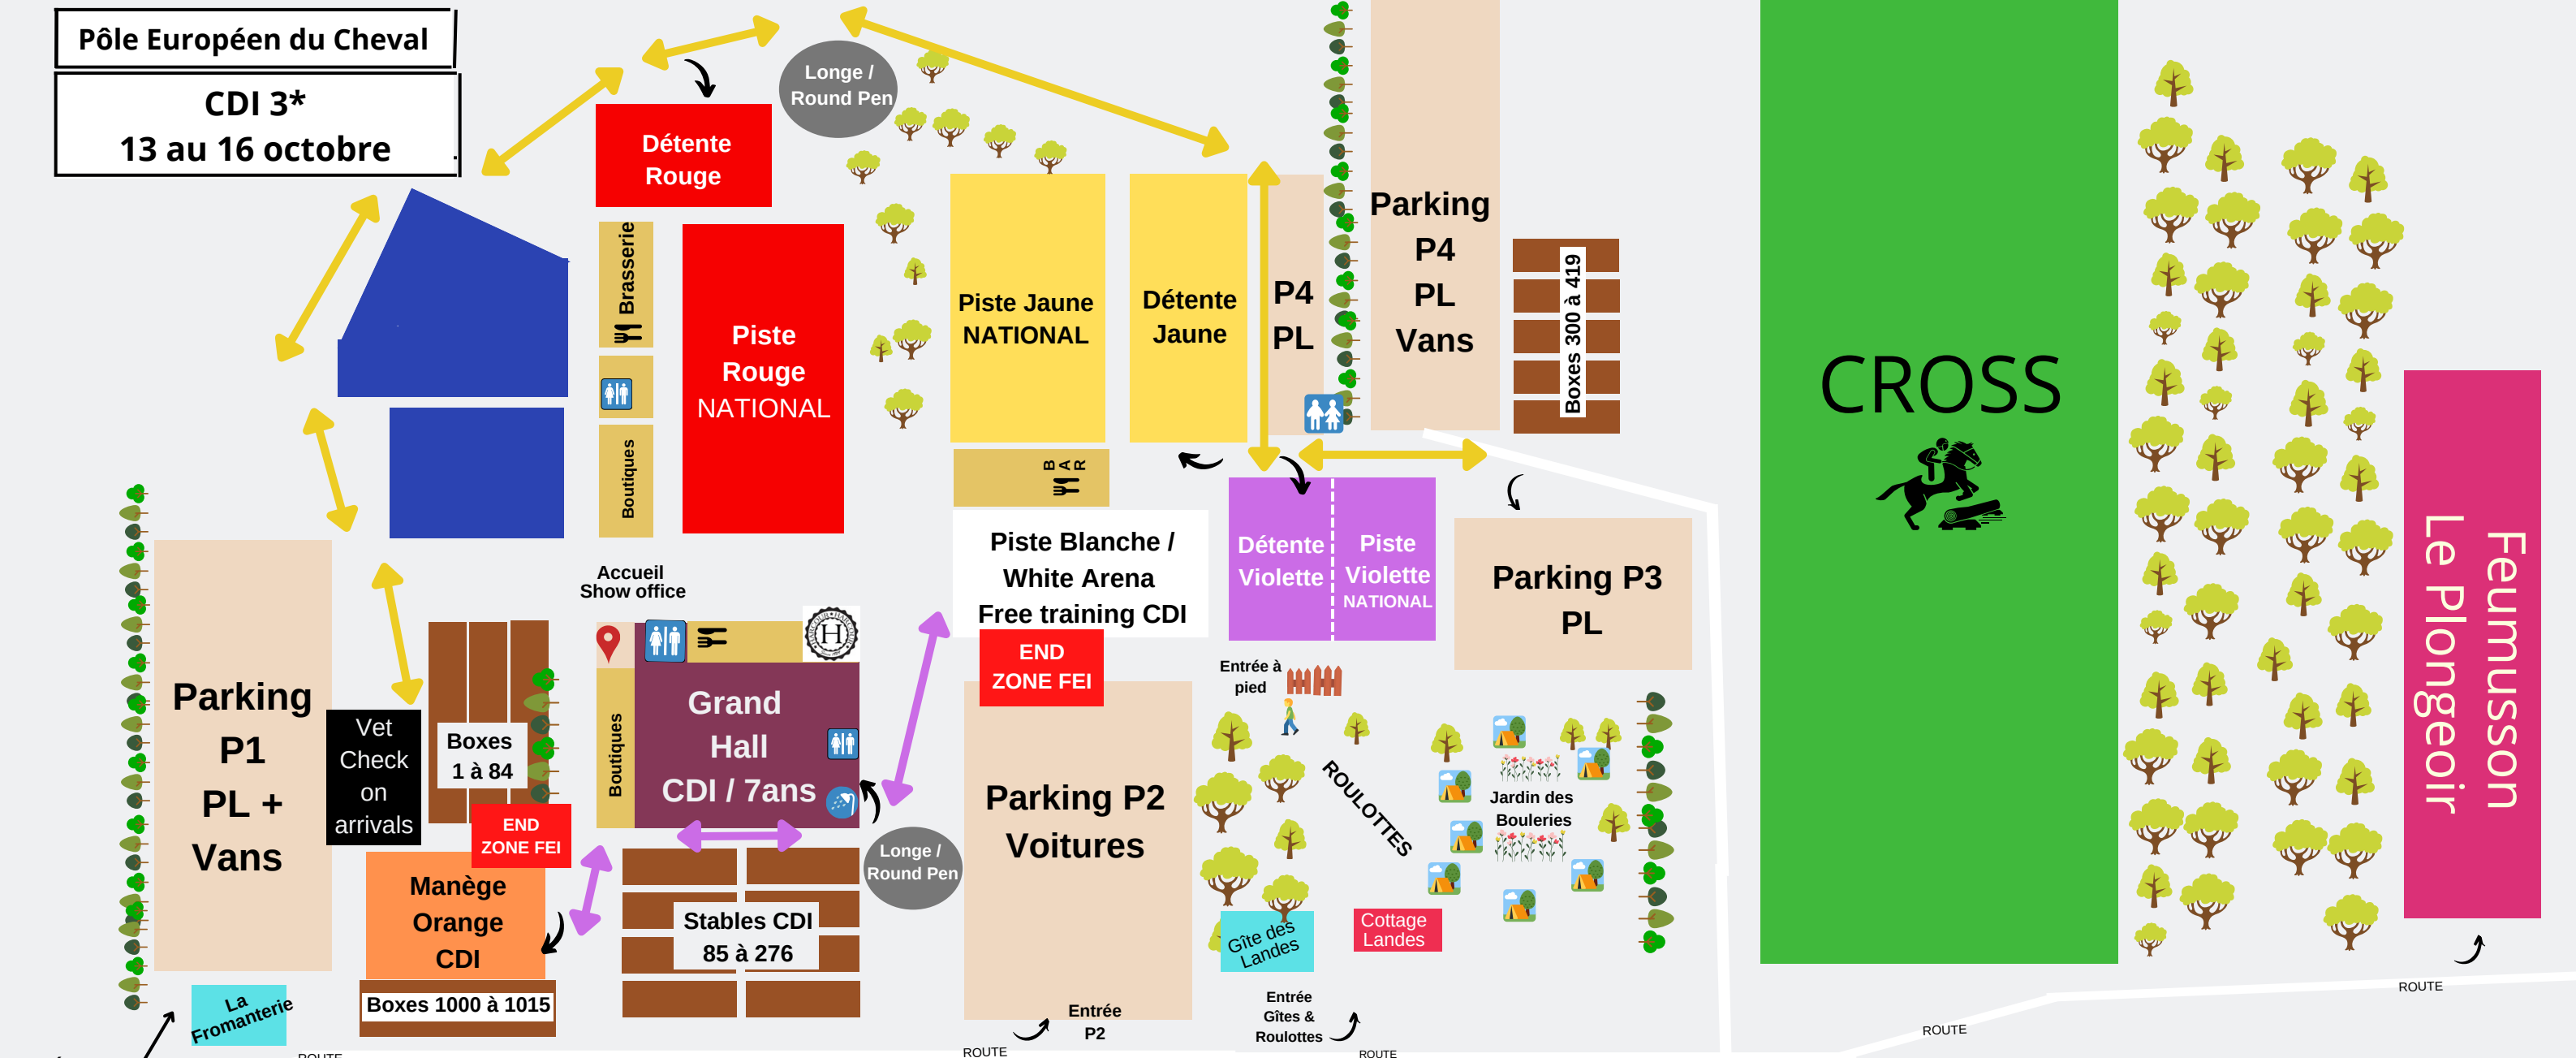 Pôle Européen du Cheval
CDI 3*
13 au 16 octobre
Longe /
Round Pen
Détente
Rouge
Brasserie
Boutiques
Piste
Rouge
NATIONAL
Piste Jaune
NATIONAL
Détente
Jaune
P4
PL
Parking
P4
PL
Vans
Boxes 300 à 419
CROSS
BAR
Piste Blanche /
White Arena
Free training CDI
END
ZONE FEI
Détente
Violette
Piste
Violette
NATIONAL
Parking P3
PL
Accueil
Show office
H
Parking
P1
PL +
Vans
Vet
Check
on
arrivals
Boxes
1 à 84
END
ZONE FEI
Boutiques
Grand
Hall
CDI / 7ans
Longe /
Round Pen
Manège
Orange
CDI
Boxes 1000 à 1015
Stables CDI
85 à 276
La
Fromanterie
Parking P2
Voitures
Entrée
P2
Entrée à
pied
ROULOTTES
Jardin des
Bouleries
Gîte des
Landes
Cottage
Landes
Entrée
Gîtes &
Roulottes
Feumusson
Le Plongeoir
ROUTE
ROUTE
ROUTE
ROUTE
ROUTE